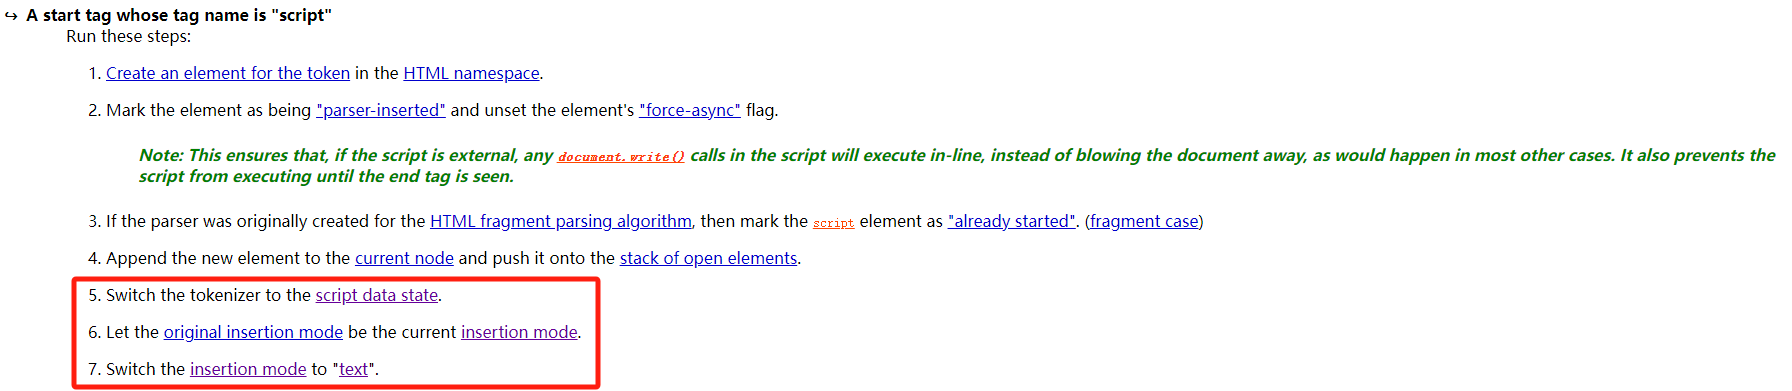 ↪ A start tag whose tag name is "script"
Run these steps:
1. Create an element for the token in the HTML namespace.
2. Mark the element as being "parser-inserted" and unset the element's "force-async" flag.
Note: This ensures that, if the script is external, any document.write() calls in the script will execute in-line, instead of blowing the document away, as would happen in most other cases. It also prevents the
script from executing until the end tag is seen.
3. If the parser was originally created for the HTML fragment parsing algorithm, then mark the script element as "already started". (fragment case)
4. Append the new element to the current node and push it onto the stack of open elements.
5. Switch the tokenizer to the script data state.
6. Let the original insertion mode be the current insertion mode.
7. Switch the insertion mode to "text".